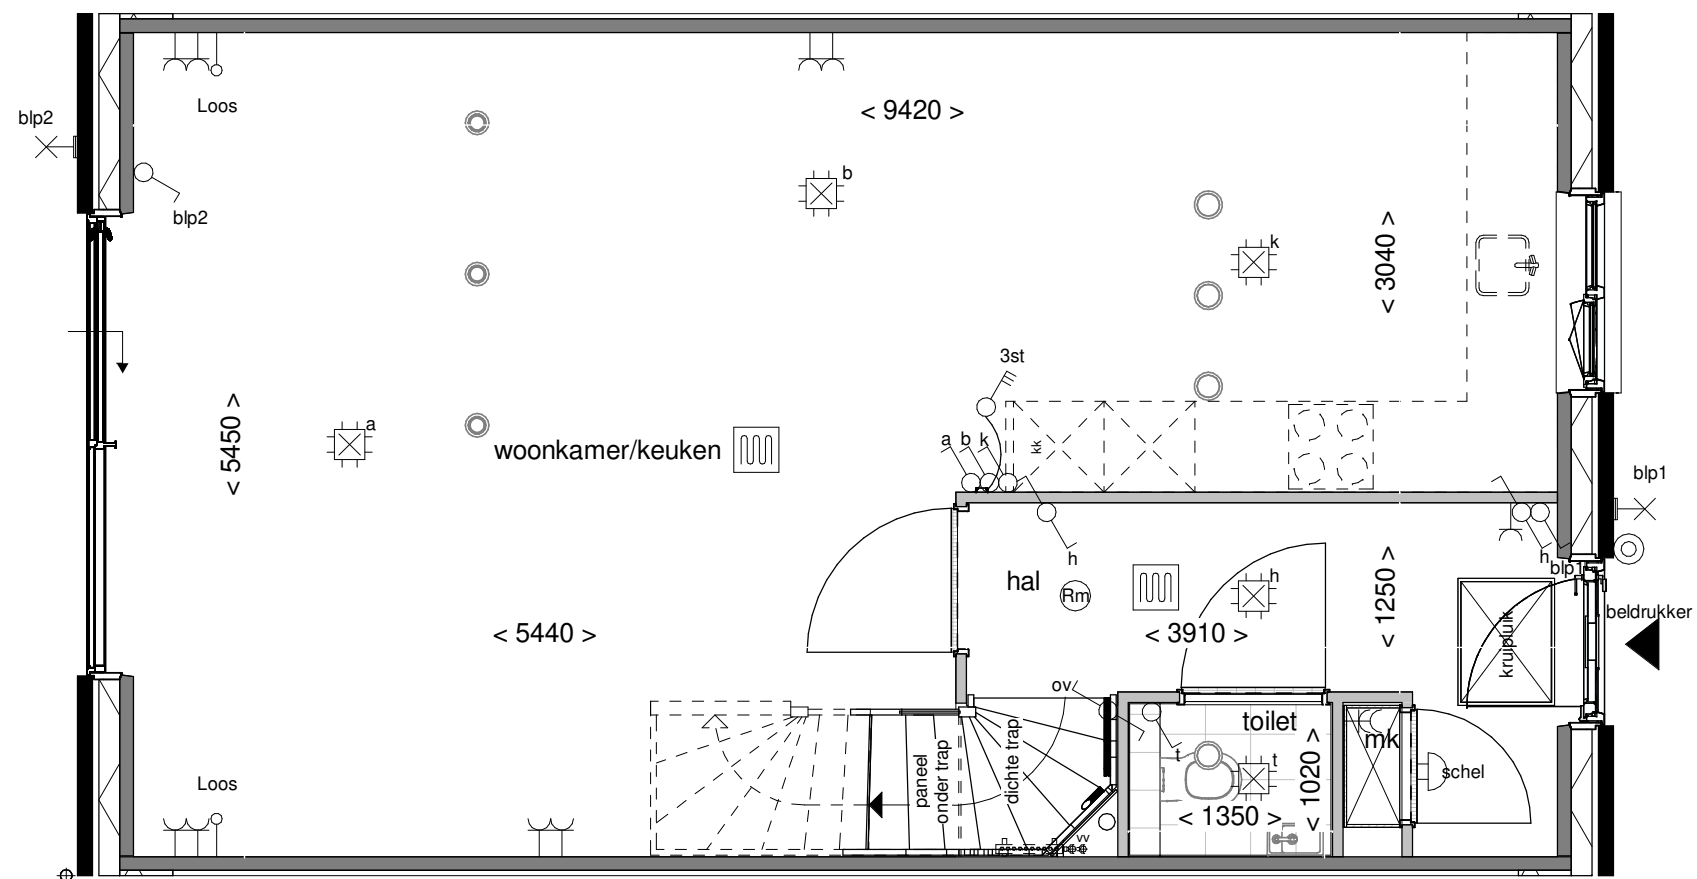 Loos
< 9420 >
blp2
b
blp2
k
< 3040 >
3st
a
a b k
kk
< 5450 >
woonkamer/keuken
blp1
h
h
blp1
hal
Rm
h
< 1250 >
< 5440 >
< 3910 >
kruipluik
beldrukker
ov
toilet
mk
t
t
schel
paneel
onder trap
dichte trap
Loos
< 1350 >
< 1020 >
vv